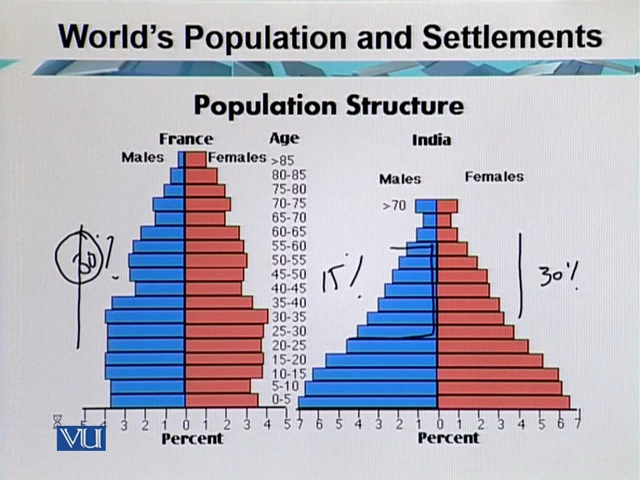 World's Population and Settlements
Population Structure
France Age India
Males Females >85
80-85
75-80
70-75
65-70
60-65
55-60
50-55
45-50
40-45
35-40
30-35
25-30
20-25
15-20
10-15
5-10
0-5
Males Females
>70
30%
15%
30%
5 4 3 2 1 0 1 2 3 4 5
7 6 5 4 3 2 1 0 1 2 3 4 5 6 7
Percent Percent
VU